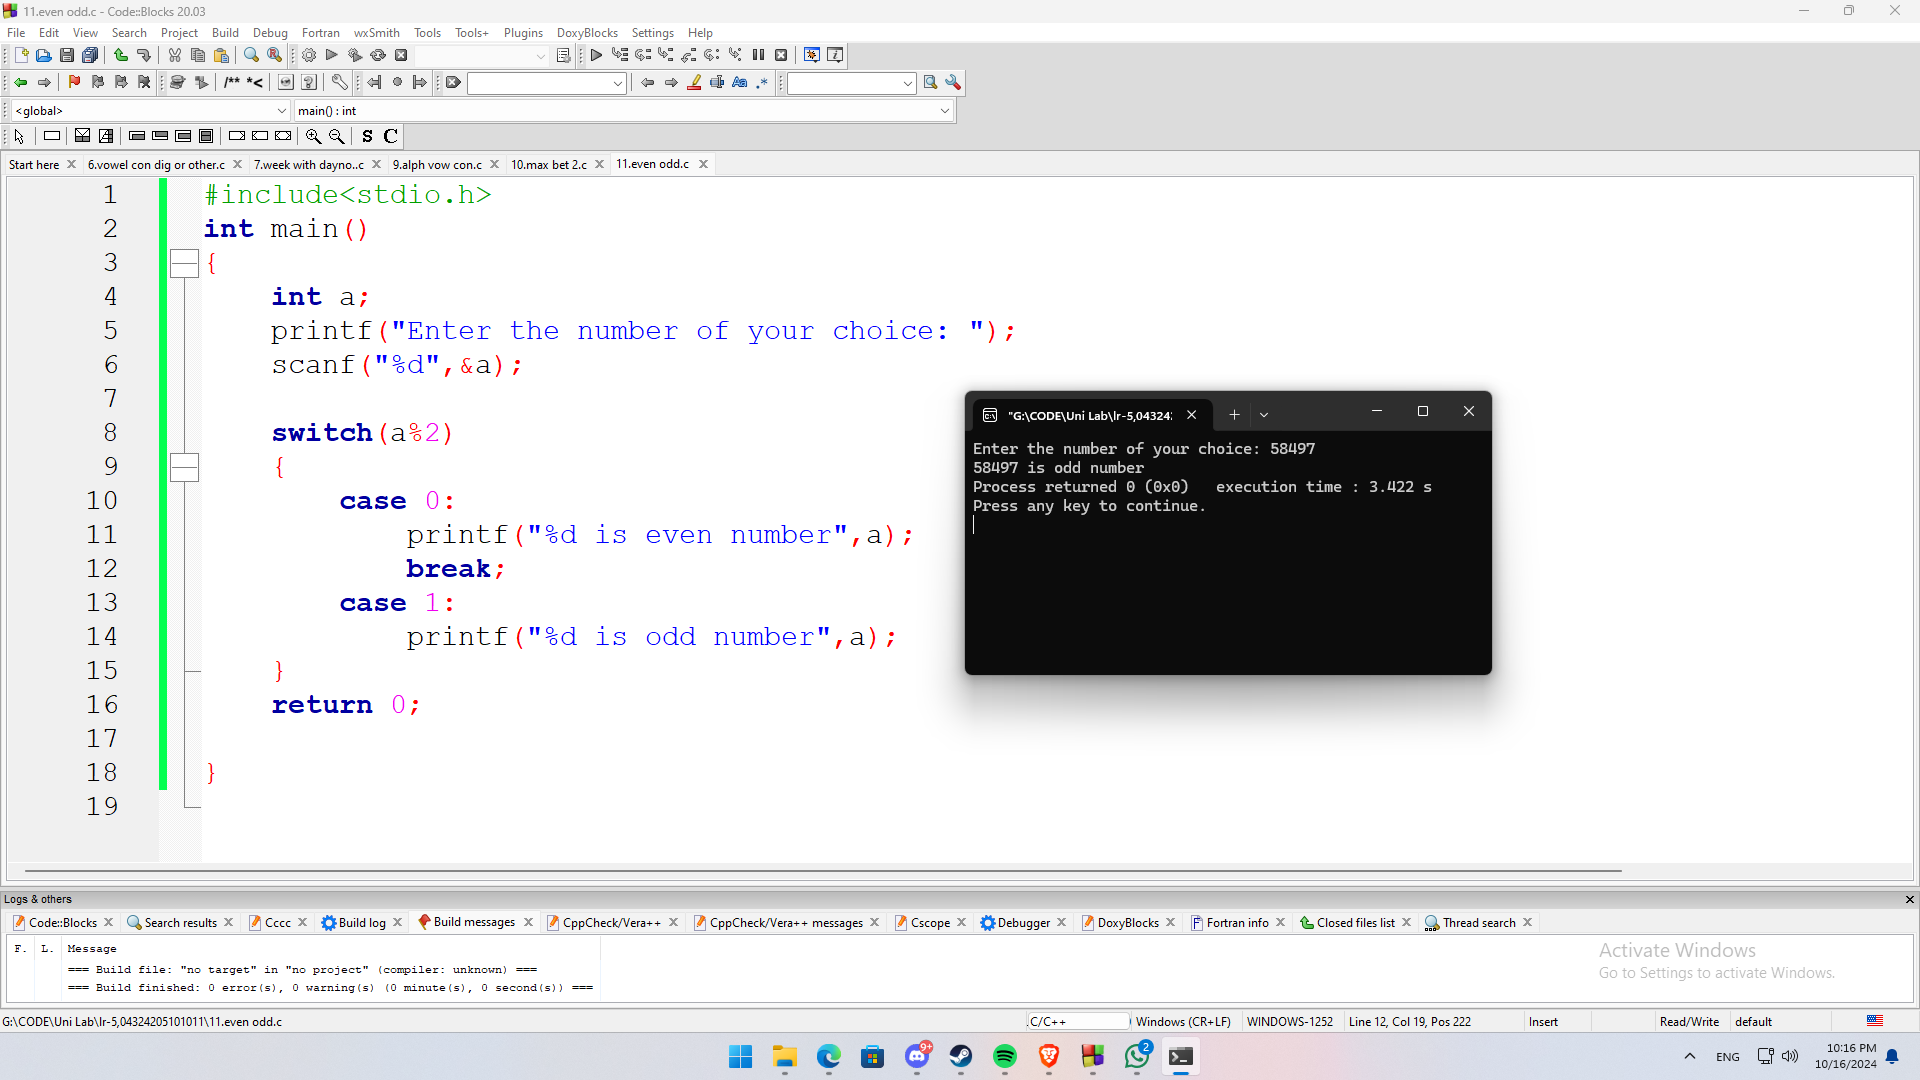 11.even odd.c - Code::Blocks 20.03
File Edit View Search Project Build Debug Fortran wxSmith Tools Tools+ Plugins DoxyBlocks Settings Help
/** *<
Aa .*
<global> main() : int
S C
Start here 6.vowel con dig or other.c 7.week with dayno..c 9.alph vow con.c 10.max bet 2.c 11.even odd.c
1 #include<stdio.h>
2 int main()
3 {
4 int a;
5 printf("Enter the number of your choice: ");
6 scanf("%d",&a);
7
8 switch(a%2)
9 {
10 case 0:
11 printf("%d is even number",a);
12 break;
13 case 1:
14 printf("%d is odd number",a);
15 }
16 return 0;
17
18 }
19
"G:\CODE\Uni Lab\lr-5,04324:
Enter the number of your choice: 58497
58497 is odd number
Process returned 0 (0x0) execution time : 3.422 s
Press any key to continue.
Logs & others
Code::Blocks Search results Cccc Build log Build messages CppCheck/Vera++ CppCheck/Vera++ messages Cscope Debugger DoxyBlocks Fortran info Closed files list Thread search
F. L. Message
=== Build file: "no target" in "no project" (compiler: unknown) ===
=== Build finished: 0 error(s), 0 warning(s) (0 minute(s), 0 second(s)) ===
Activate Windows
Go to Settings to activate Windows.
G:\CODE\Uni Lab\lr-5,04324205101011\11.even odd.c C/C++ Windows (CR+LF) WINDOWS-1252 Line 12, Col 19, Pos 222 Insert Read/Write default
9+ 2 ENG
10:16 PM
10/16/2024